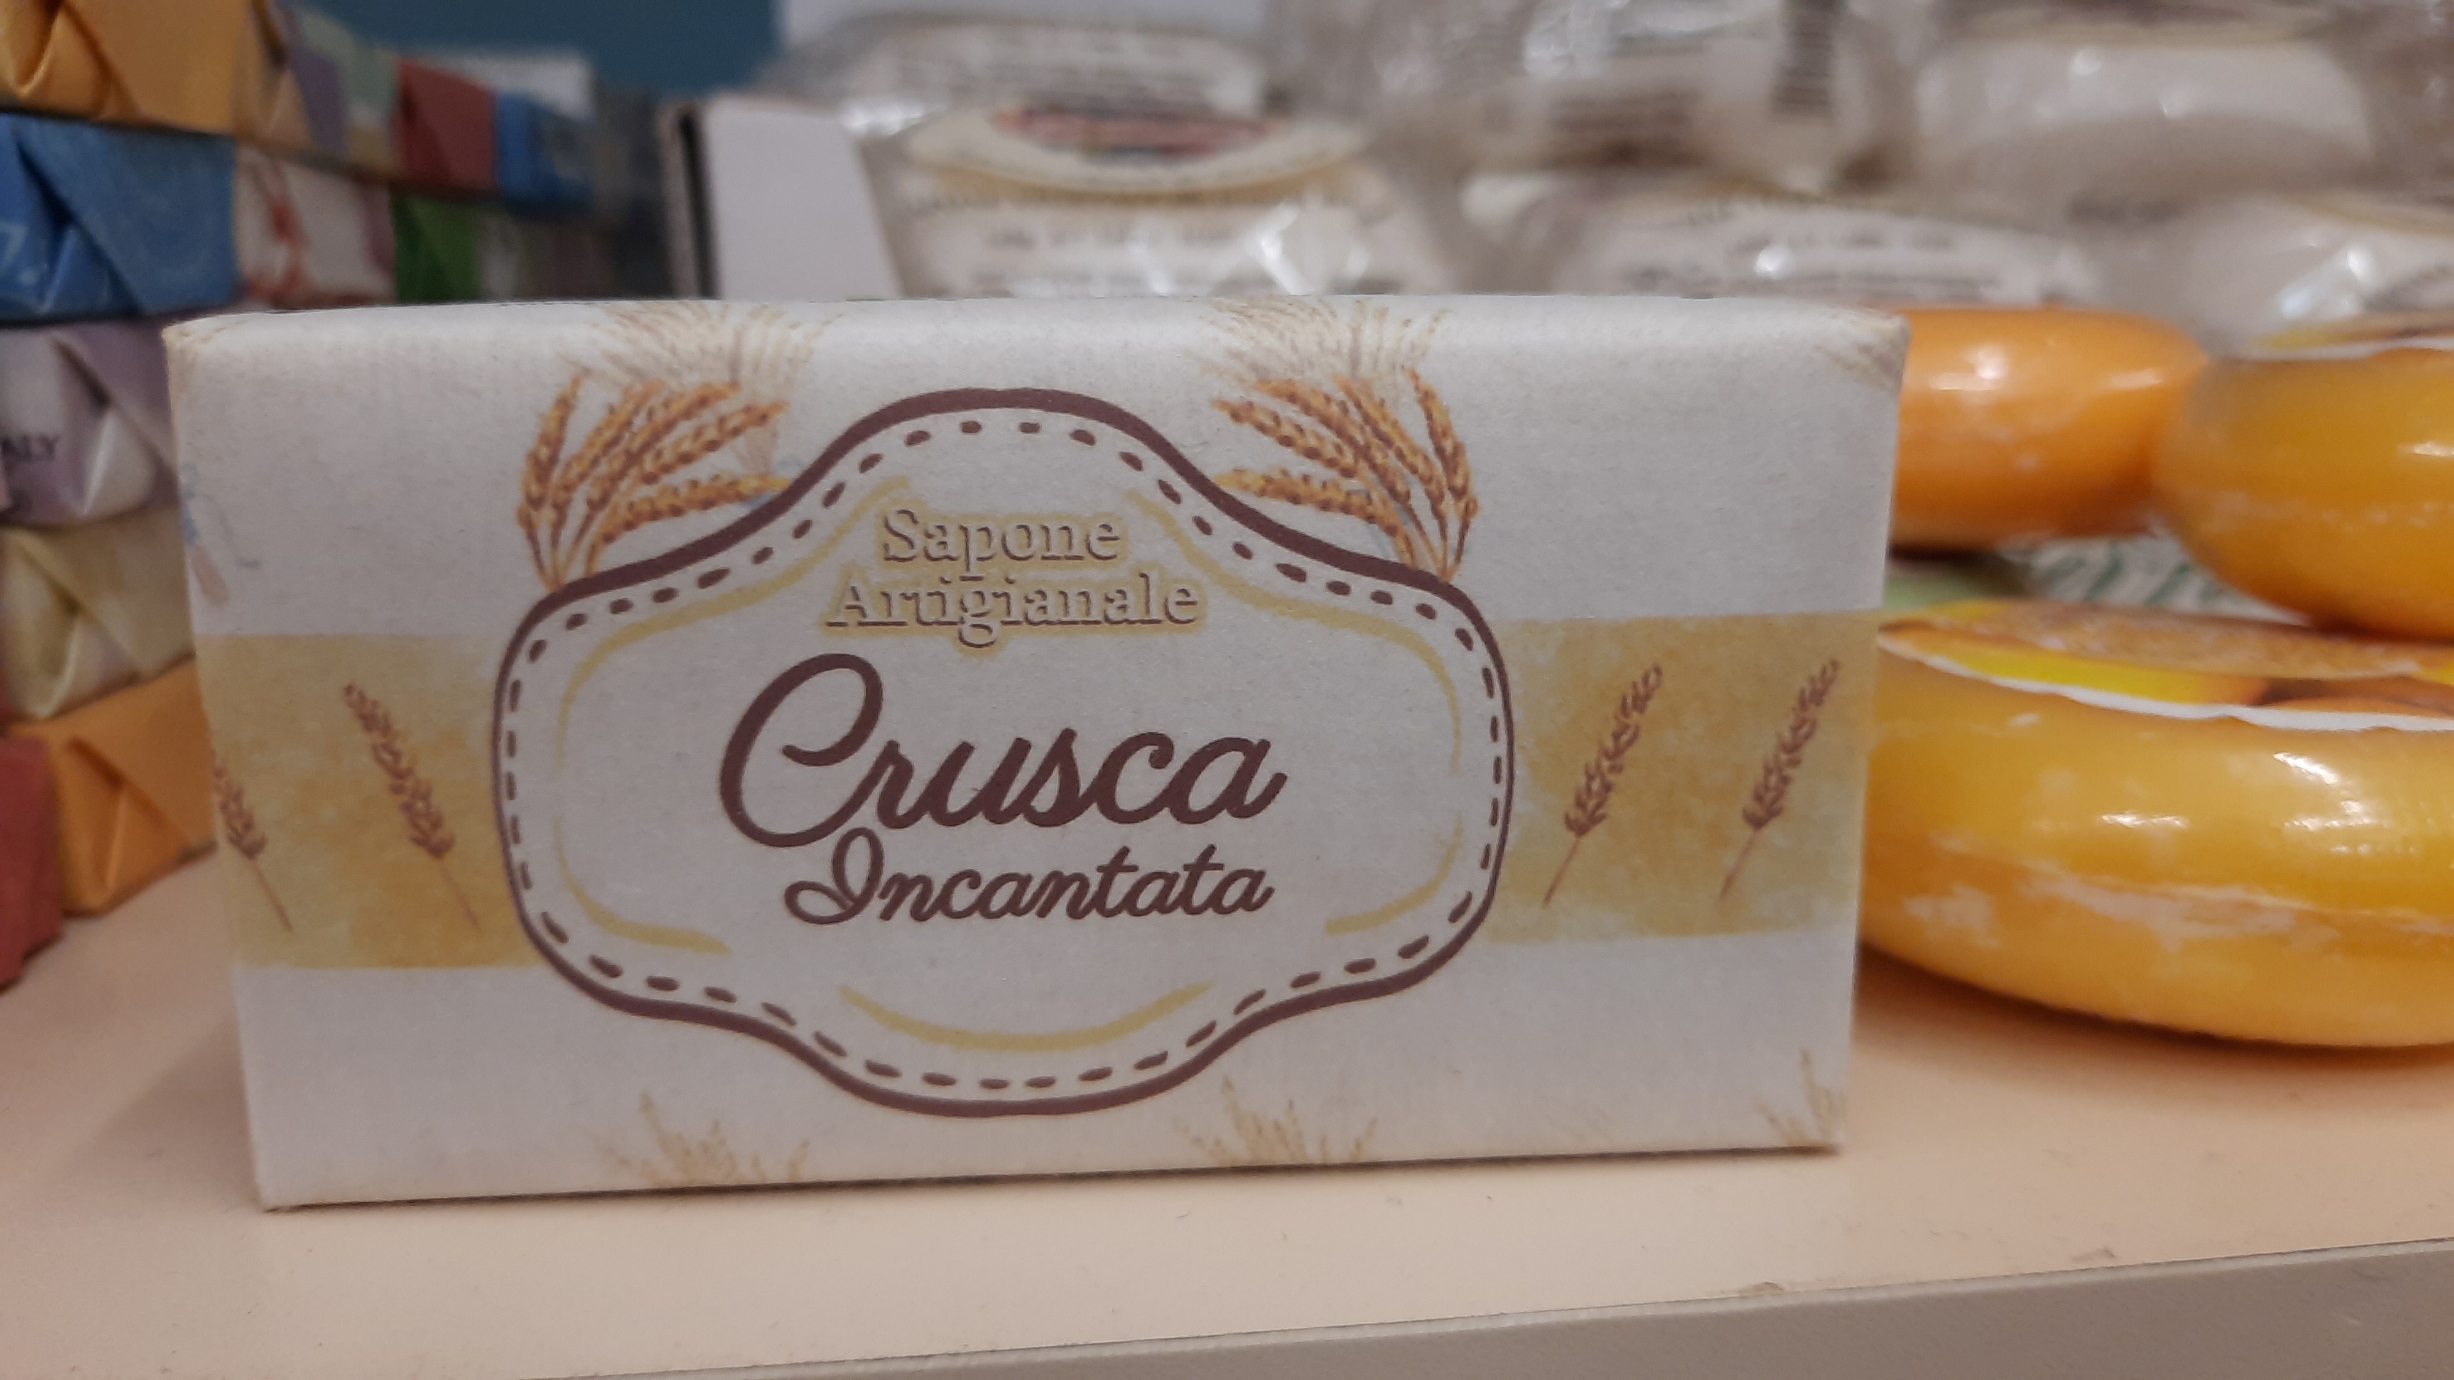 Sapone
Artigianale
Crusca
Incantata